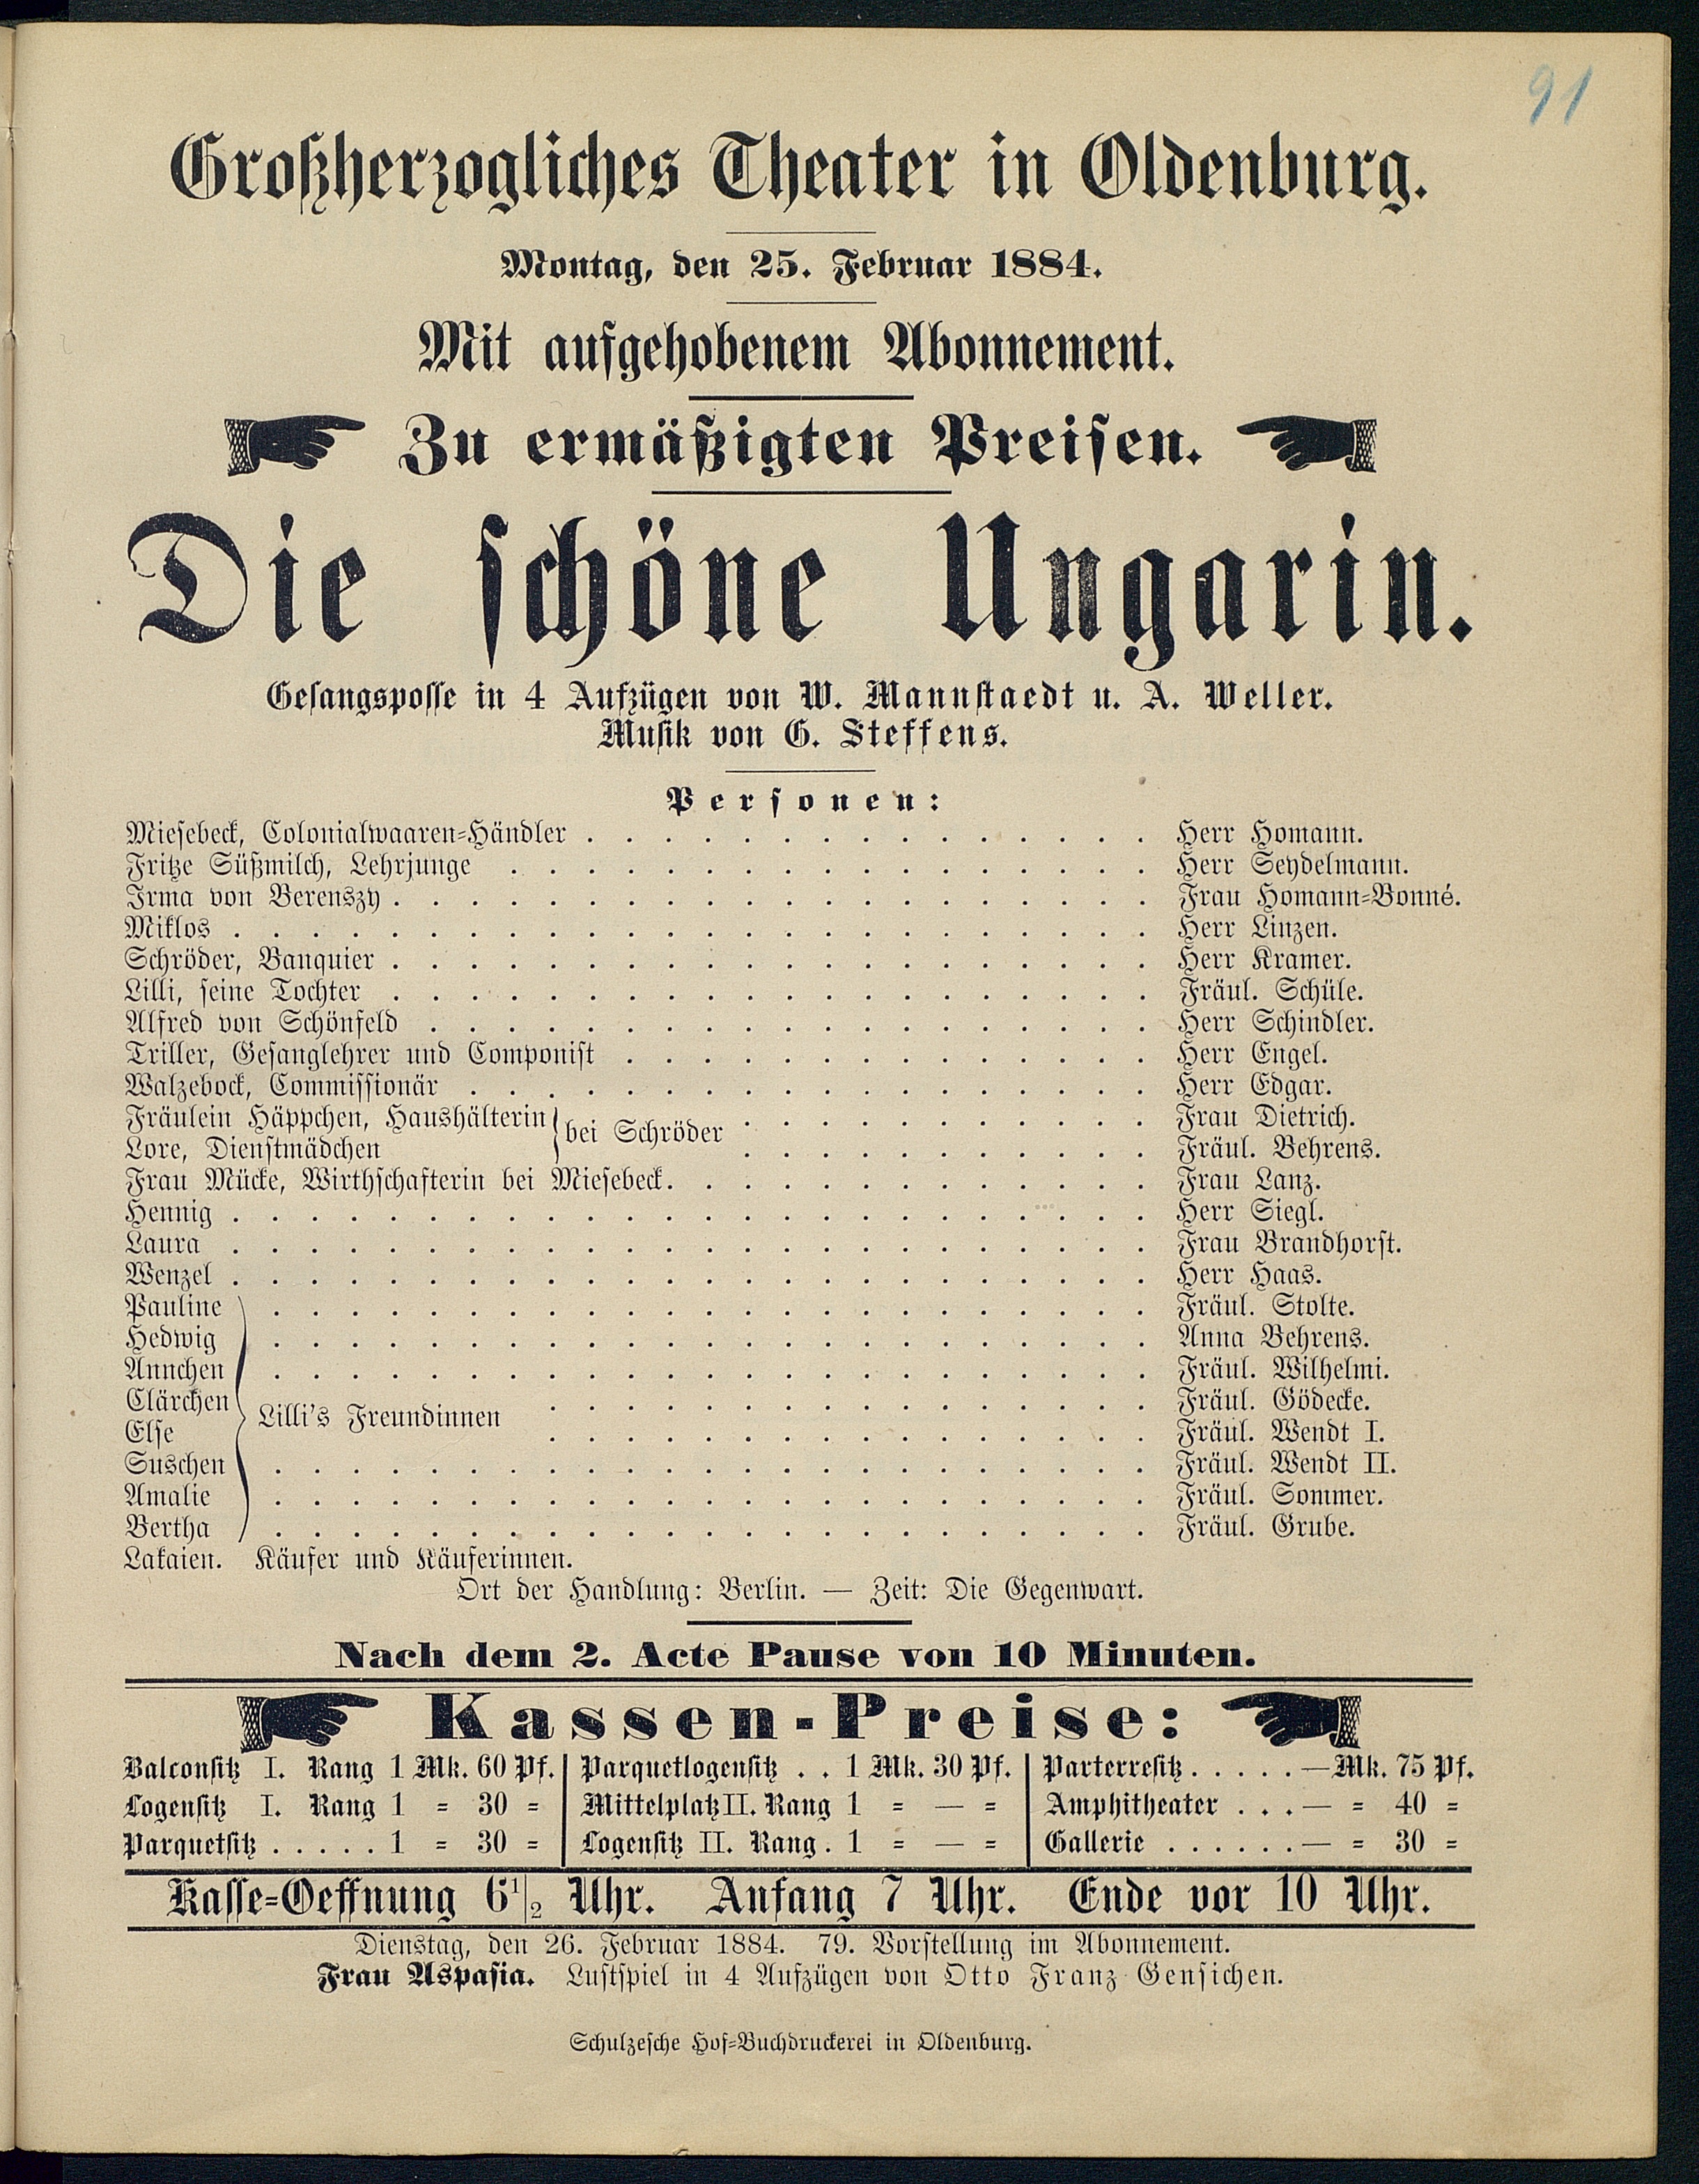 91
Großherzogliches Theater in Oldenburg.
Montag, den 25. Februar 1884.
Mit aufgehobenem Abonnement.
Zu ermäßigten Preisen.
Die schöne Ungarin.
Gesangsposse in 4 Aufzügen von W. Mannstaedt u. A. Weller.
Musik von G. Steffens.
Personen:
Miesebeck, Colonialwaaren-Händler . . . . . . . . . . . . . . . Herr Homann.
Fritze Süßmilch, Lehrjunge . . . . . . . . . . . . . . . . . Herr Seydelmann.
Irma von Berenszy . . . . . . . . . . . . . . . . . . . . Frau Homann-Bonné.
Miklos . . . . . . . . . . . . . . . . . . . . . . . . Herr Linzen.
Schröder, Banquier . . . . . . . . . . . . . . . . . . . . Herr Kramer.
Lilli, seine Tochter . . . . . . . . . . . . . . . . . . . . Fräul. Schüle.
Alfred von Schönfeld . . . . . . . . . . . . . . . . . . . Herr Schindler.
Triller, Gesanglehrer und Componist . . . . . . . . . . . . . . Herr Engel.
Walzebock, Commissionär . . . . . . . . . . . . . . . . . . Herr Edgar.
Fräulein Häppchen, Haushälterin . . . . . . . . . . . Frau Dietrich.
bei Schröder
Lore, Dienstmädchen . . . . . . . . . . . Fräul. Behrens.
Frau Mücke, Wirthschafterin bei Miesebeck . . . . . . . . . . . . . Frau Lanz.
Hennig . . . . . . . . . . . . . . . . . . . . . . . . Herr Siegl.
Laura . . . . . . . . . . . . . . . . . . . . . . . . Frau Brandhorst.
Wenzel . . . . . . . . . . . . . . . . . . . . . . . . Herr Haas.
Pauline . . . . . . . . . . . . . . . . . . . . . . . Fräul. Stolte.
Hedwig . . . . . . . . . . . . . . . . . . . . . . . Anna Behrens.
Annchen . . . . . . . . . . . . . . . . . . . . . . . Fräul. Wilhelmi.
Clärchen . . . . . . . . . . . . . . . . Fräul. Gödecke.
Lilli's Freundinnen
Else . . . . . . . . . . . . . . . . Fräul. Wendt I.
Suschen . . . . . . . . . . . . . . . . . . . . . . . Fräul. Wendt II.
Amalie . . . . . . . . . . . . . . . . . . . . . . . Fräul. Sommer.
Bertha . . . . . . . . . . . . . . . . . . . . . . . Fräul. Grube.
Lakaien. Käufer und Käuferinnen.
Ort der Handlung: Berlin. — Zeit: Die Gegenwart.
Nach dem 2. Acte Pause von 10 Minuten.
Kassen-Preise:
Balconsitz I. Rang 1 Mk. 60 Pf. Parquetlogensitz . . 1 Mk. 30 Pf. Parterresitz . . . . . — Mk. 75 Pf.
Logensitz I. Rang 1 = 30 = Mittelplatz II. Rang 1 = — = Amphitheater . . . — = 40 =
Parquetsitz . . . . . 1 = 30 = Logensitz II. Rang . 1 = — = Gallerie . . . . . . — = 30 =
Kasse-Oeffnung 6½ Uhr. Anfang 7 Uhr. Ende vor 10 Uhr.
Dienstag, den 26. Februar 1884. 79. Vorstellung im Abonnement.
Frau Aspasia. Lustspiel in 4 Aufzügen von Otto Franz Gensichen.
Schulzesche Hof-Buchdruckerei in Oldenburg.